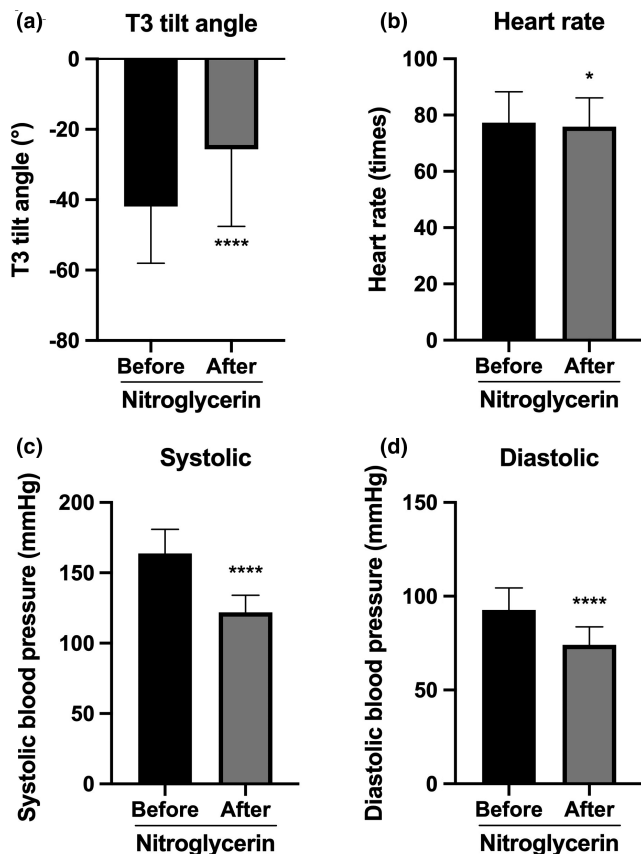 (a)
T3 tilt angle
T3 tilt angle (°)
0
-20
-40
-60
-80
****
Before After
Nitroglycerin
(b)
Heart rate
Heart rate (times)
100
80
60
40
20
0
*
Before After
Nitroglycerin
(c)
Systolic
Systolic blood pressure (mmHg)
200
150
100
50
0
****
Before After
Nitroglycerin
(d)
Diastolic
Diastolic blood pressure (mmHg)
150
100
50
0
****
Before After
Nitroglycerin